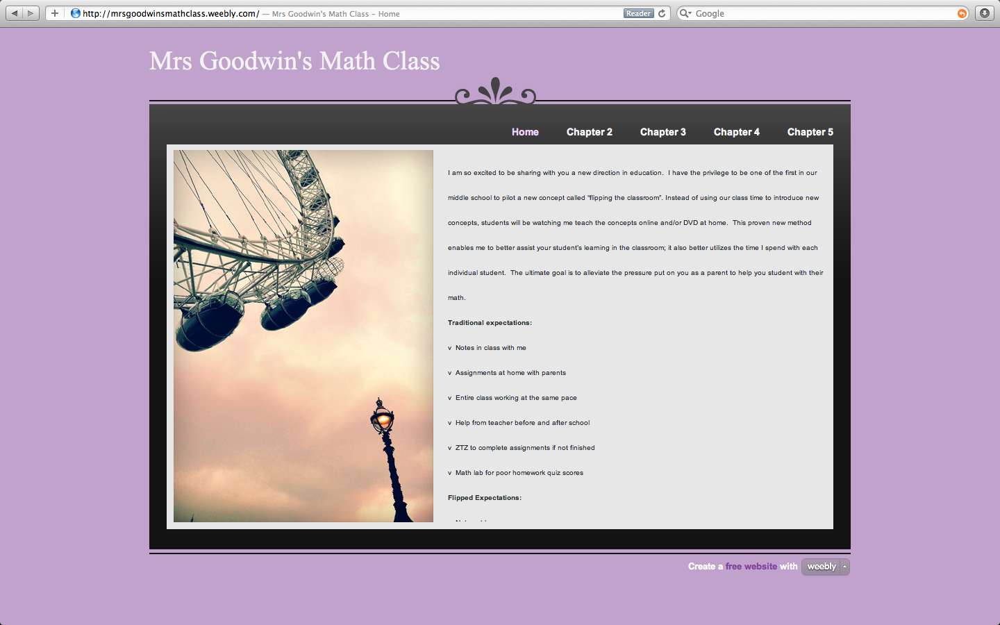 http://mrsgoodwinsmathclass.weebly.com/ — Mrs Goodwin's Math Class – Home Reader Google
Mrs Goodwin's Math Class
Home Chapter 2 Chapter 3 Chapter 4 Chapter 5
I am so excited to be sharing with you a new direction in education.  I have the privilege to be one of the first in our
middle school to pilot a new concept called "flipping the classroom". Instead of using our class time to introduce new
concepts, students will be watching me teach the concepts online and/or DVD at home.  This proven new method
enables me to better assist your student's learning in the classroom; it also better utilizes the time I spend with each
individual student.  The ultimate goal is to alleviate the pressure put on you as a parent to help you student with their
math.
Traditional expectations:
v  Notes in class with me
v  Assignments at home with parents
v  Entire class working at the same pace
v  Help from teacher before and after school
v  ZTZ to complete assignments if not finished
v  Math lab for poor homework quiz scores
Flipped Expectations:
Create a free website with weebly